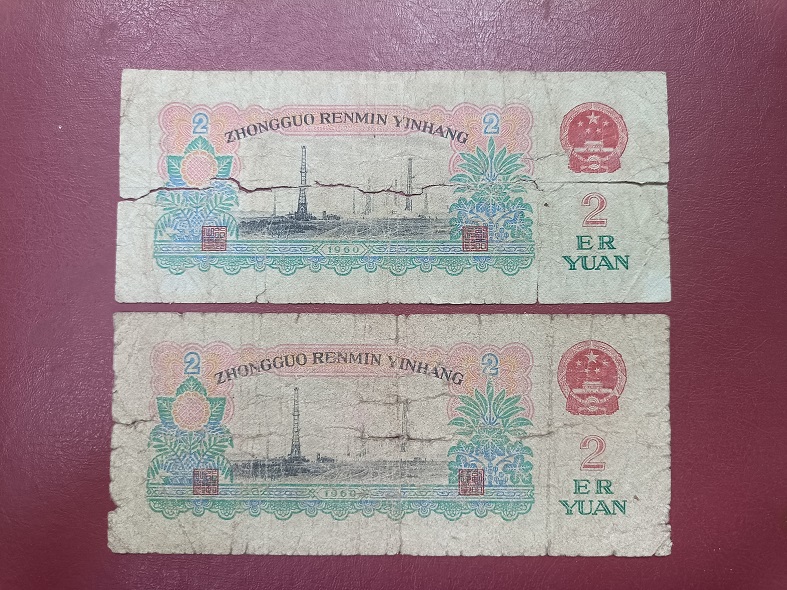 2 2
ZHONGGUO RENMIN YINHANG
2
ER
YUAN
1960
2 2
ZHONGGUO RENMIN YINHANG
2
ER
YUAN
1960